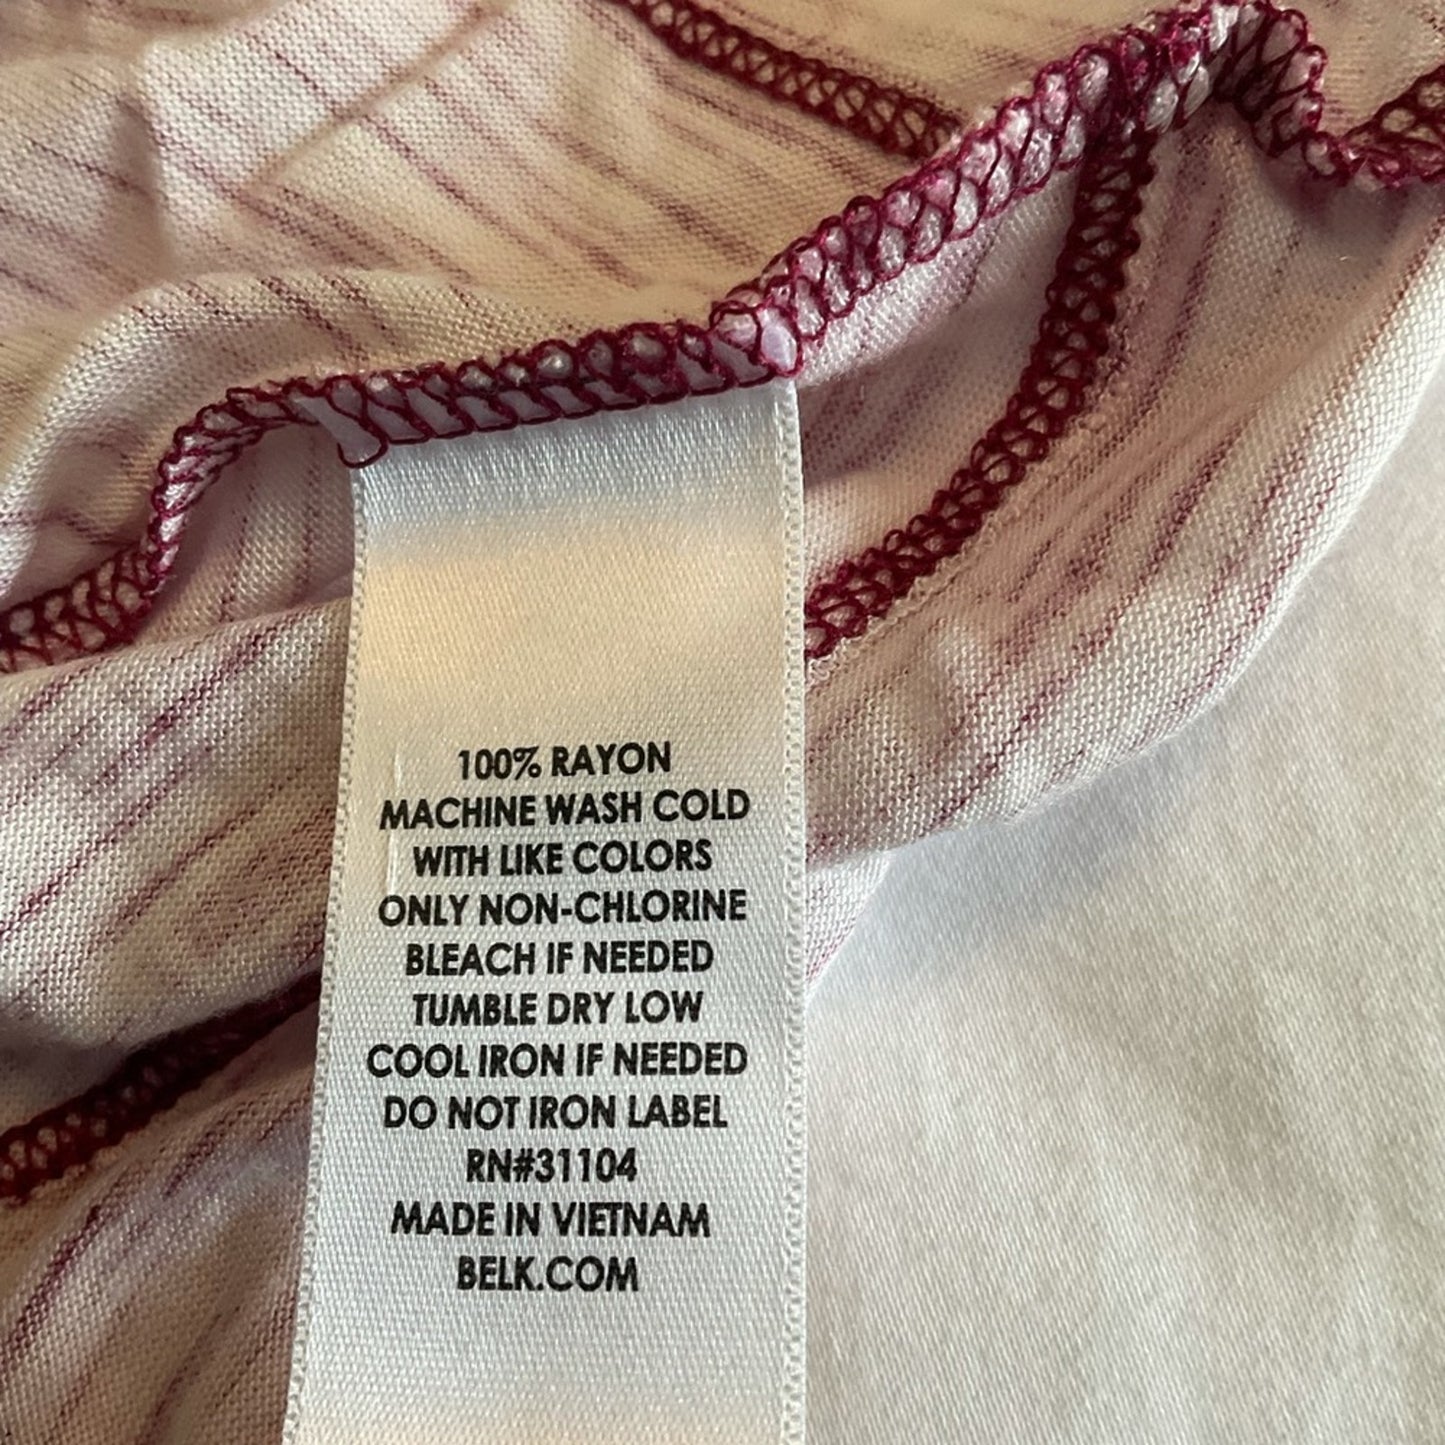 100% RAYON
MACHINE WASH COLD
WITH LIKE COLORS
ONLY NON-CHLORINE
BLEACH IF NEEDED
TUMBLE DRY LOW
COOL IRON IF NEEDED
DO NOT IRON LABEL
RN#31104
MADE IN VIETNAM
BELK.COM